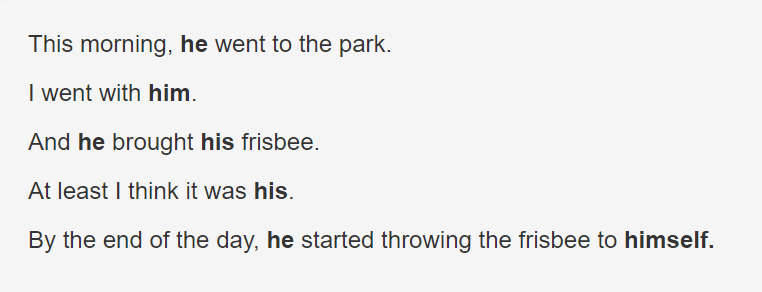 This morning, he went to the park.
I went with him.
And he brought his frisbee.
At least I think it was his.
By the end of the day, he started throwing the frisbee to himself.